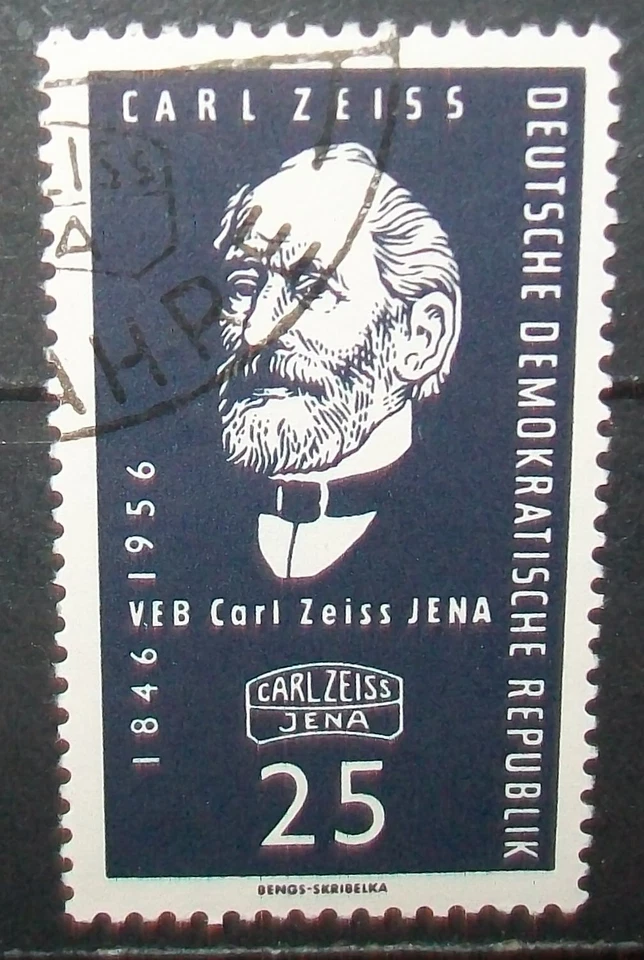 CARL ZEISS
DEUTSCHE DEMOKRATISCHE REPUBLIK
1846 1956
VEB Carl Zeiss JENA
CARL ZEISS
JENA
25
BENGS-SKRIBELKA